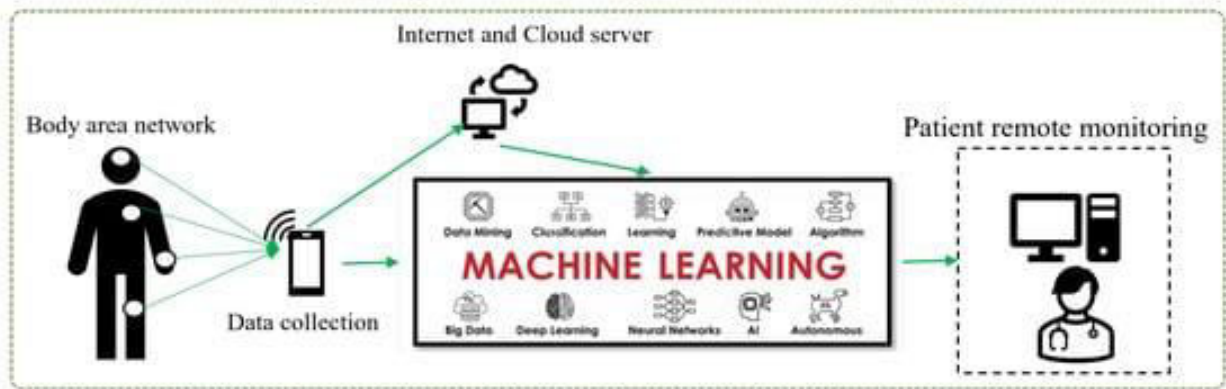 Internet and Cloud server
Body area network
Patient remote monitoring
Data Mining Classification Learning Predictive Model Algorithm
MACHINE LEARNING
Big Data Deep Learning Neural Networks AI Autonomous
Data collection